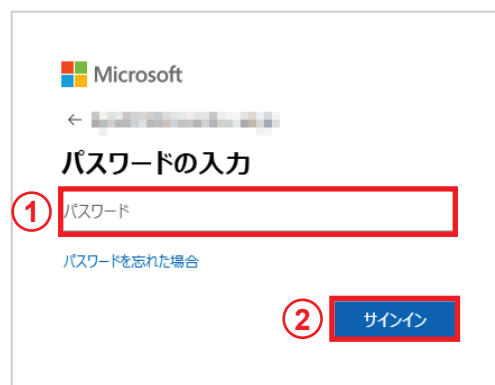 Microsoft
←
パスワードの入力
① パスワード
パスワードを忘れた場合
② サインイン